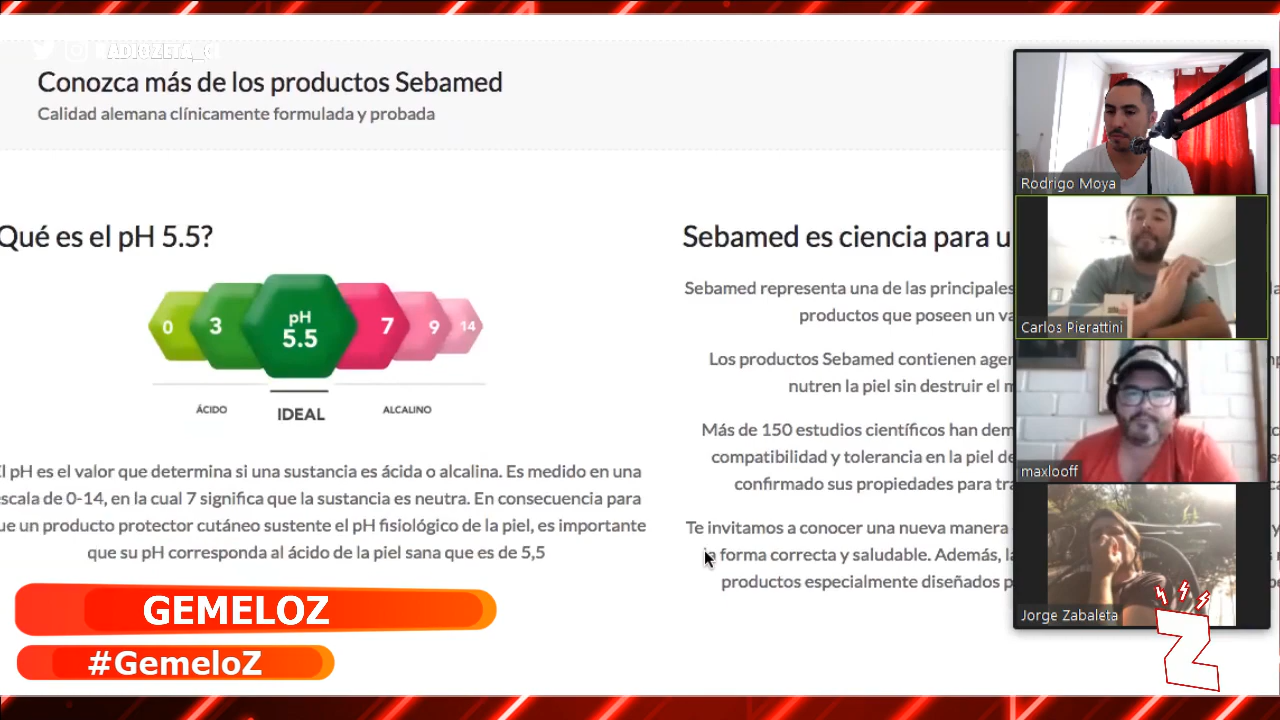 Conozca más de los productos Sebamed
Calidad alemana clínicamente formulada y probada
Qué es el pH 5.5?
0 3 pH 5.5 7 9 14
ÁCIDO IDEAL ALCALINO
l pH es el valor que determina si una sustancia es ácida o alcalina. Es medido en una
scala de 0-14, en la cual 7 significa que la sustancia es neutra. En consecuencia para
ue un producto protector cutáneo sustente el pH fisiológico de la piel, es importante
que su pH corresponda al ácido de la piel sana que es de 5,5
Sebamed es ciencia para u
Sebamed representa una de las principales
productos que poseen un va
Los productos Sebamed contienen agen
nutren la piel sin destruir el m
Más de 150 estudios científicos han dem
compatibilidad y tolerancia en la piel de
confirmado sus propiedades para tra
Te invitamos a conocer una nueva manera
la forma correcta y saludable. Además, la
productos especialmente diseñados p
Rodrigo Moya
Carlos Pierattini
maxlooff
Jorge Zabaleta
GEMELOZ
#GemeloZ
Z